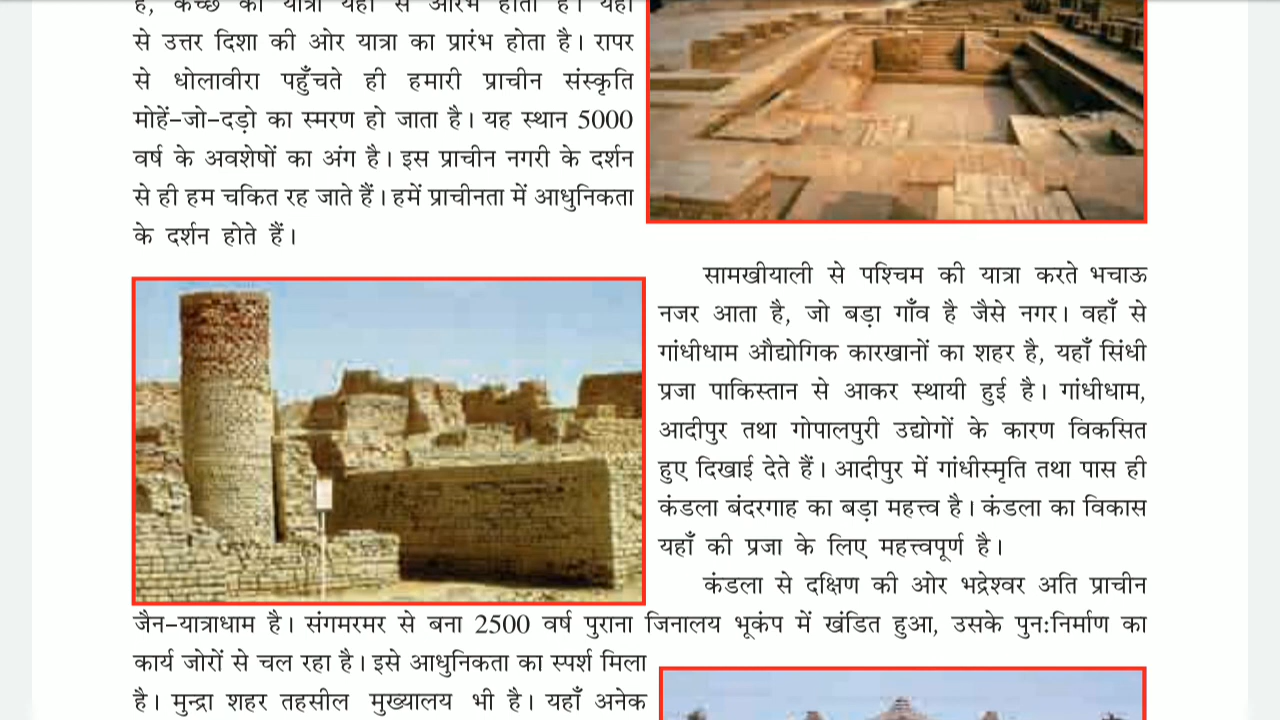 है, कच्छ की यात्रा यहाँ से आरंभ होती है। यहाँ
से उत्तर दिशा की ओर यात्रा का प्रारंभ होता है। रापर
से धोलावीरा पहुँचते ही हमारी प्राचीन संस्कृति
मोहें-जो-दड़ो का स्मरण हो जाता है। यह स्थान 5000
वर्ष के अवशेषों का अंग है। इस प्राचीन नगरी के दर्शन
से ही हम चकित रह जाते हैं। हमें प्राचीनता में आधुनिकता
के दर्शन होते हैं।
सामखीयाली से पश्चिम की यात्रा करते भचाऊ
नजर आता है, जो बड़ा गाँव है जैसे नगर। वहाँ से
गांधीधाम औद्योगिक कारखानों का शहर है, यहाँ सिंधी
प्रजा पाकिस्तान से आकर स्थायी हुई है। गांधीधाम,
आदीपुर तथा गोपालपुरी उद्योगों के कारण विकसित
हुए दिखाई देते हैं। आदीपुर में गांधीस्मृति तथा पास ही
कंडला बंदरगाह का बड़ा महत्त्व है। कंडला का विकास
यहाँ की प्रजा के लिए महत्त्वपूर्ण है।
कंडला से दक्षिण की ओर भद्रेश्वर अति प्राचीन
जैन-यात्राधाम है। संगमरमर से बना 2500 वर्ष पुराना जिनालय भूकंप में खंडित हुआ, उसके पुन:निर्माण का
कार्य जोरों से चल रहा है। इसे आधुनिकता का स्पर्श मिला
है। मुन्द्रा शहर तहसील मुख्यालय भी है। यहाँ अनेक